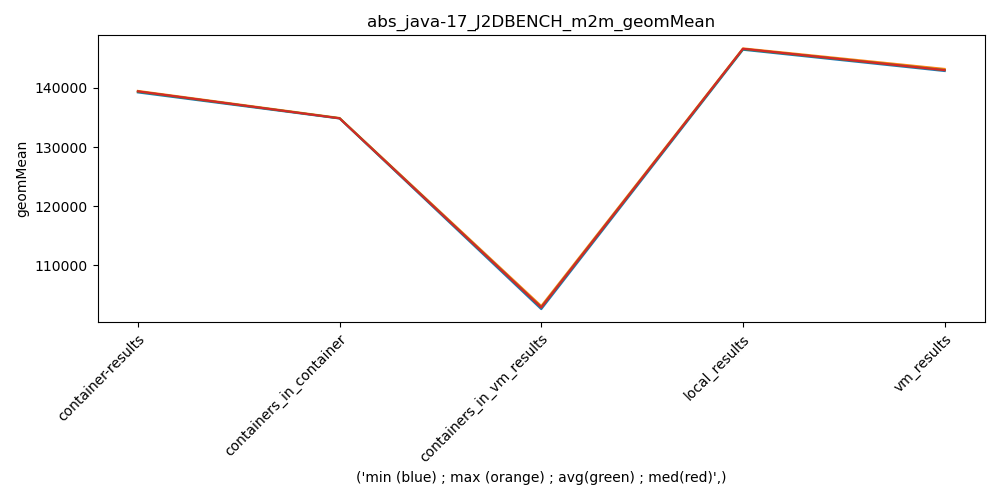 abs_java-17_J2DBENCH_m2m_geomMean
geomMean
140000
130000
120000
110000
container-results
containers_in_container
containers_in_vm_results
local_results
vm_results
('min (blue) ; max (orange) ; avg(green) ; med(red)',)